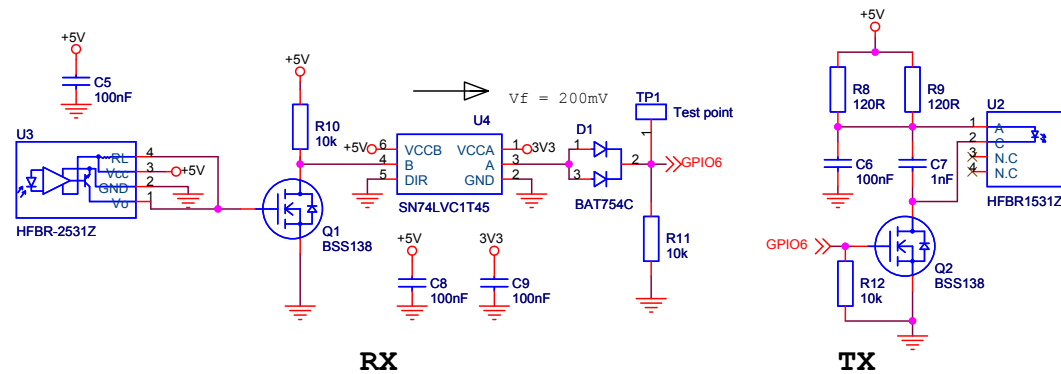 +5V
C5
100nF
U3
RL
Vcc
GND
Vo
4
3
2
1
+5V
HFBR-2531Z
+5V
R10
10k
Q1
BSS138
Vf = 200mV
U4
+5V
6
4
5
VCCB
B
DIR
VCCA
A
GND
1
3
2
3V3
SN74LVC1T45
D1
1
3
2
BAT754C
TP1
Test point
1
GPIO6
R11
10k
+5V
C8
100nF
3V3
C9
100nF
RX
+5V
R8
120R
R9
120R
U2
1
2
3
4
A
C
N.C
N.C
HFBR1531Z
C6
100nF
C7
1nF
GPIO6
R12
10k
Q2
BSS138
TX